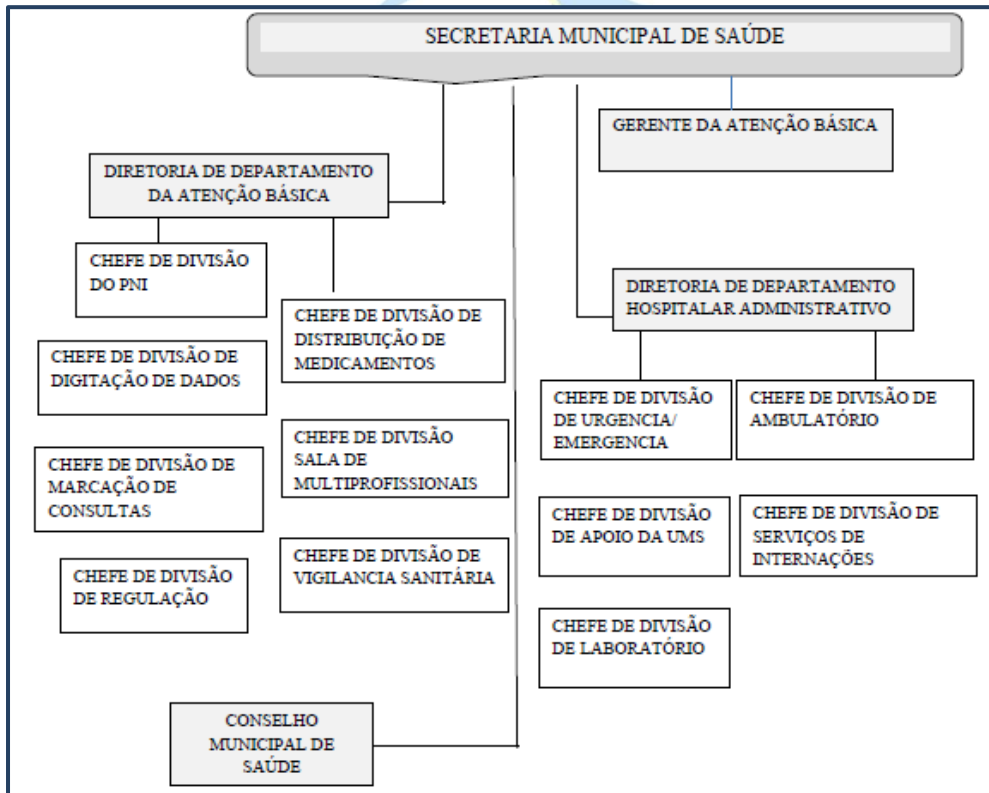 SECRETARIA MUNICIPAL DE SAÚDE
GERENTE DA ATENÇÃO BÁSICA
DIRETORIA DE DEPARTAMENTO
DA ATENÇÃO BÁSICA
CHEFE DE DIVISÃO
DO PNI
CHEFE DE DIVISÃO DE
DISTRIBUIÇÃO DE
MEDICAMENTOS
CHEFE DE DIVISÃO DE
DIGITAÇÃO DE DADOS
CHEFE DE DIVISÃO
SALA DE
MULTIPROFISSIONAIS
CHEFE DE DIVISÃO DE
MARCAÇÃO DE
CONSULTAS
CHEFE DE DIVISÃO DE
VIGILANCIA SANITÁRIA
CHEFE DE DIVISÃO
DE REGULAÇÃO
DIRETORIA DE DEPARTAMENTO
HOSPITALAR ADMINISTRATIVO
CHEFE DE DIVISÃO
DE URGENCIA/
EMERGENCIA
CHEFE DE DIVISÃO DE
AMBULATÓRIO
CHEFE DE DIVISÃO
DE APOIO DA UMS
CHEFE DE DIVISÃO DE
SERVIÇOS DE
INTERNAÇÕES
CHEFE DE DIVISÃO
DE LABORATÓRIO
CONSELHO
MUNICIPAL DE
SAÚDE